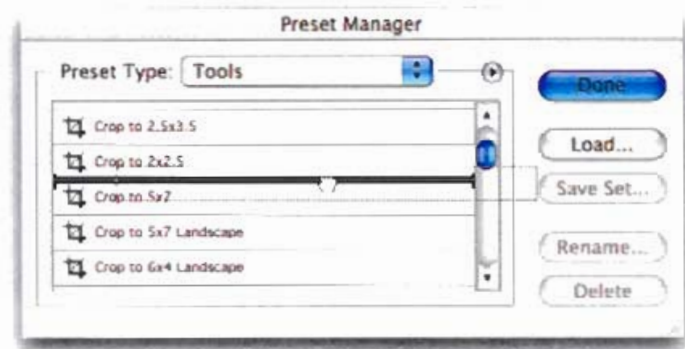 Preset Manager
Preset Type: Tools
Done
Crop to 2.5x3.5
Load...
Crop to 2x2.5
Save Set...
Crop to 5x7
Crop to 5x7 Landscape
Rename...
Crop to 6x4 Landscape
Delete